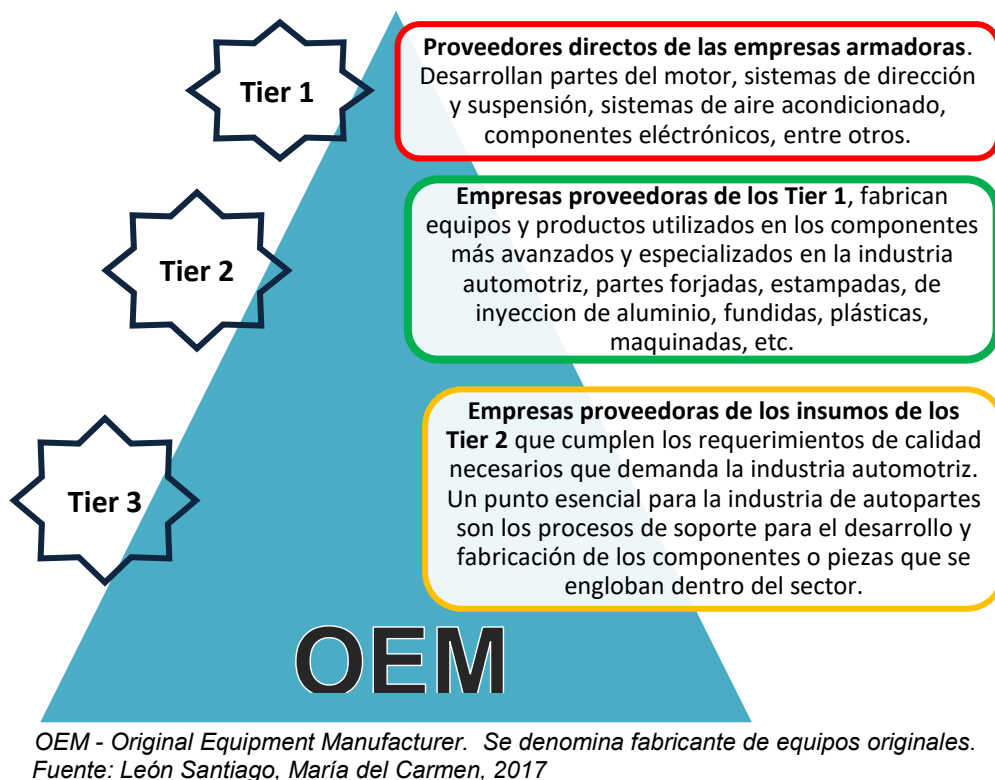 Tier 1
Proveedores directos de las empresas armadoras.
Desarrollan partes del motor, sistemas de dirección
y suspensión, sistemas de aire acondicionado,
componentes eléctrónicos, entre otros.
Tier 2
Empresas proveedoras de los Tier 1, fabrican
equipos y productos utilizados en los componentes
más avanzados y especializados en la industria
automotriz, partes forjadas, estampadas, de
inyeccion de aluminio, fundidas, plásticas,
maquinadas, etc.
Tier 3
Empresas proveedoras de los insumos de los
Tier 2 que cumplen los requerimientos de calidad
necesarios que demanda la industria automotriz.
Un punto esencial para la industria de autopartes
son los procesos de soporte para el desarrollo y
fabricación de los componentes o piezas que se
engloban dentro del sector.
OEM
OEM - Original Equipment Manufacturer. Se denomina fabricante de equipos originales.
Fuente: León Santiago, María del Carmen, 2017